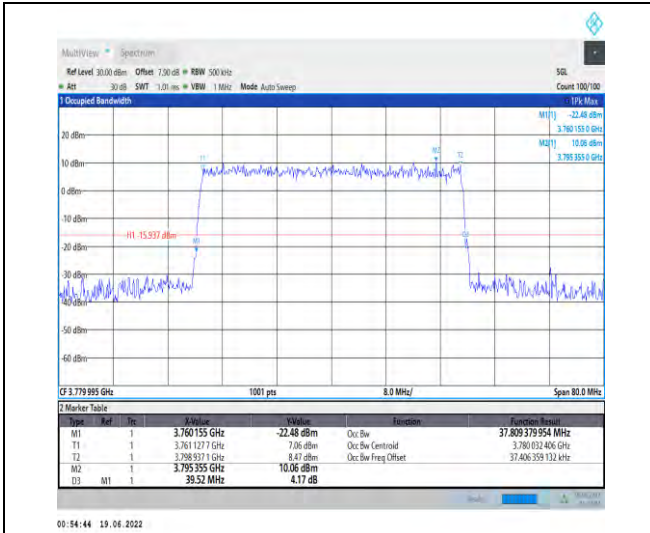 MultiView Spectrum
Ref Level 30.00 dBm Offset 7.90 dB RBW 500 kHz SGL
Att 30 dB SWT 1.01 ms VBW 1 MHz Mode Auto Sweep Count 100/100
1 Occupied Bandwidth 1Pk Max
M1[1] -22.48 dBm
3.760 155 0 GHz
M2[1] 10.06 dBm
3.795 355 0 GHz
20 dBm
M2
T1 T2
10 dBm
0 dBm
-10 dBm
H1 -15.937 dBm
M1 D3
-20 dBm
-30 dBm
-50 dBm
-60 dBm
CF 3.779 995 GHz 1001 pts 8.0 MHz/ Span 80.0 MHz
2 Marker Table
Type Ref Trc X-Value Y-Value Function Function Result
M1 1 3.760155 GHz -22.48 dBm Occ Bw 37.809 379 954 MHz
T1 1 3.761 127 7 GHz 7.06 dBm Occ Bw Centroid 3.780 032 406 GHz
T2 1 3.798 937 1 GHz 8.47 dBm Occ Bw Freq Offset 37.406 359 132 kHz
M2 1 3.795 355 GHz 10.06 dBm
D3 M1 1 39.52 MHz 4.17 dB
00:54:44 19.06.2022